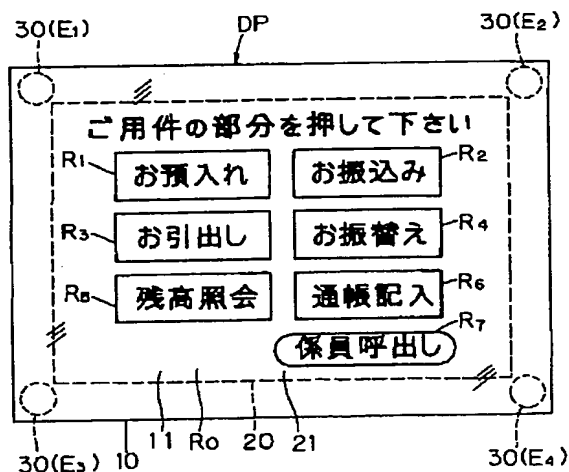 30(E1) DP 30(E2)
ご用件の部分を押して下さい
R1 お預入れ お振込み R2
R3 お引出し お振替え R4
R5 残高照会 通帳記入 R6
係員呼出し R7
30(E3) 10 11 R0 20 21 30(E4)